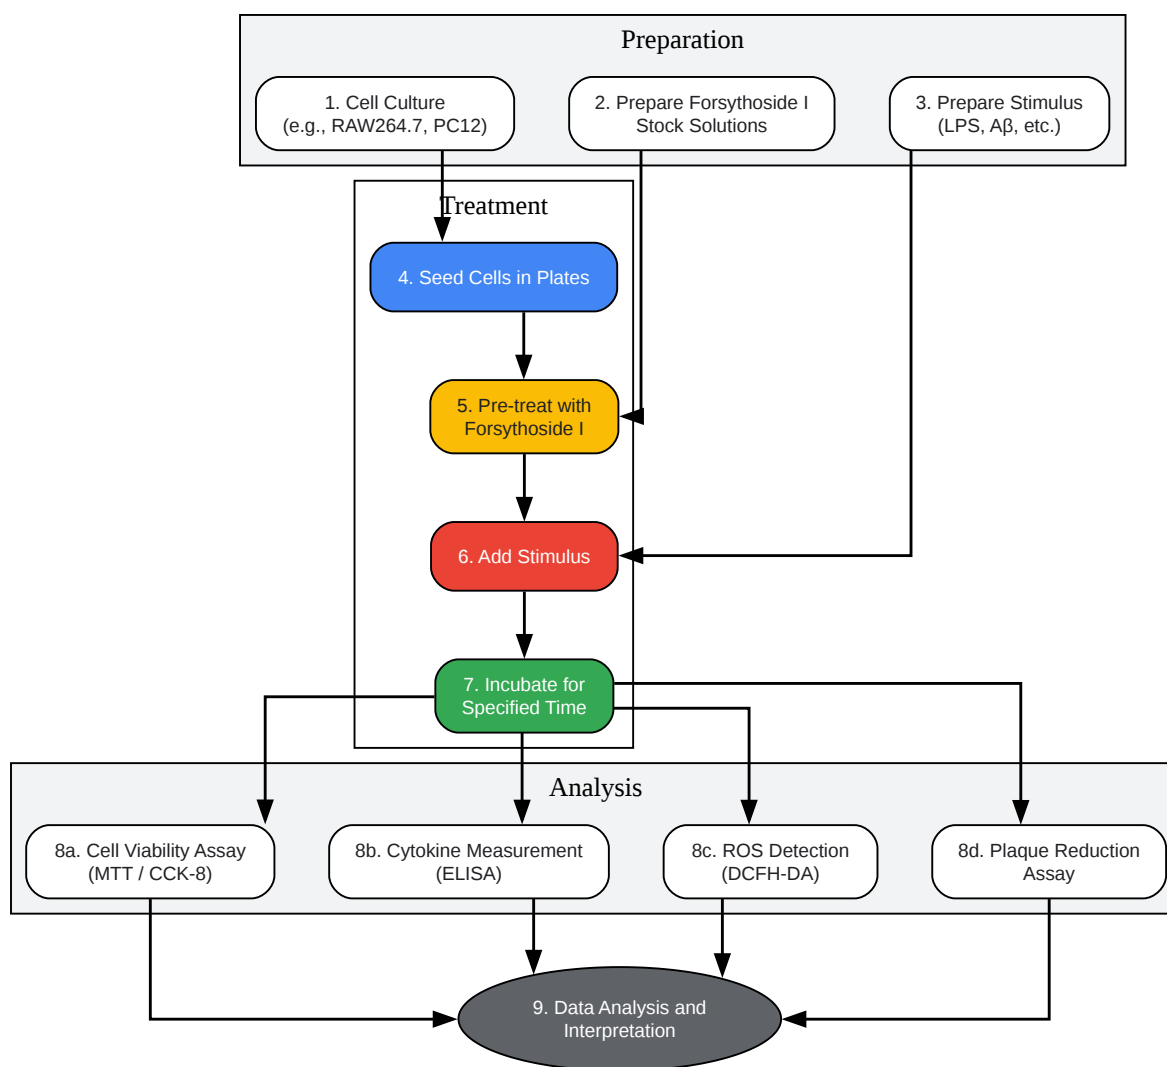 Preparation
1. Cell Culture
(e.g., RAW264.7, PC12)
2. Prepare Forsythoside I
Stock Solutions
3. Prepare Stimulus
(LPS, Aβ, etc.)
Treatment
4. Seed Cells in Plates
5. Pre-treat with
Forsythoside I
6. Add Stimulus
7. Incubate for
Specified Time
Analysis
8a. Cell Viability Assay
(MTT / CCK-8)
8b. Cytokine Measurement
(ELISA)
8c. ROS Detection
(DCFH-DA)
8d. Plaque Reduction
Assay
9. Data Analysis and
Interpretation